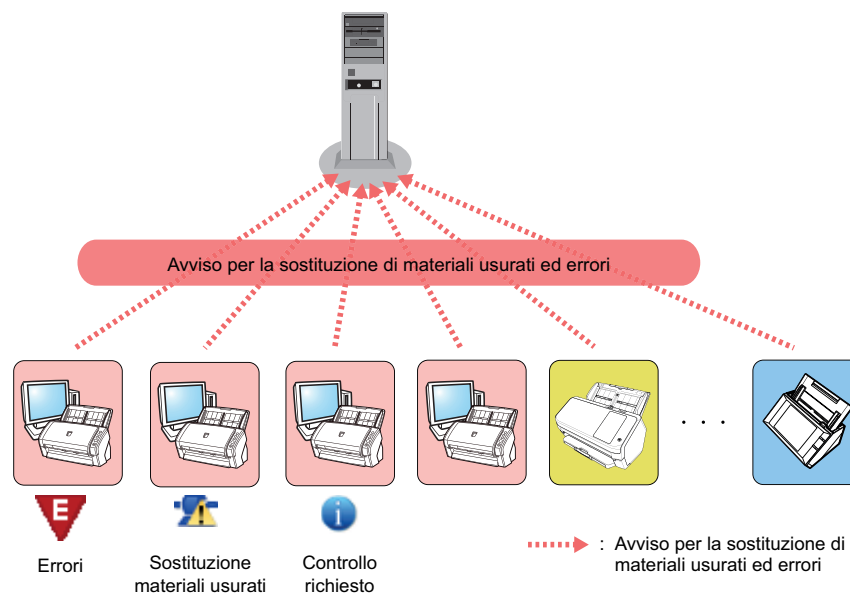 Avviso per la sostituzione di materiali usurati ed errori
. . .
E
i
Errori
Sostituzione
materiali usurati
Controllo
richiesto
: Avviso per la sostituzione di
materiali usurati ed errori